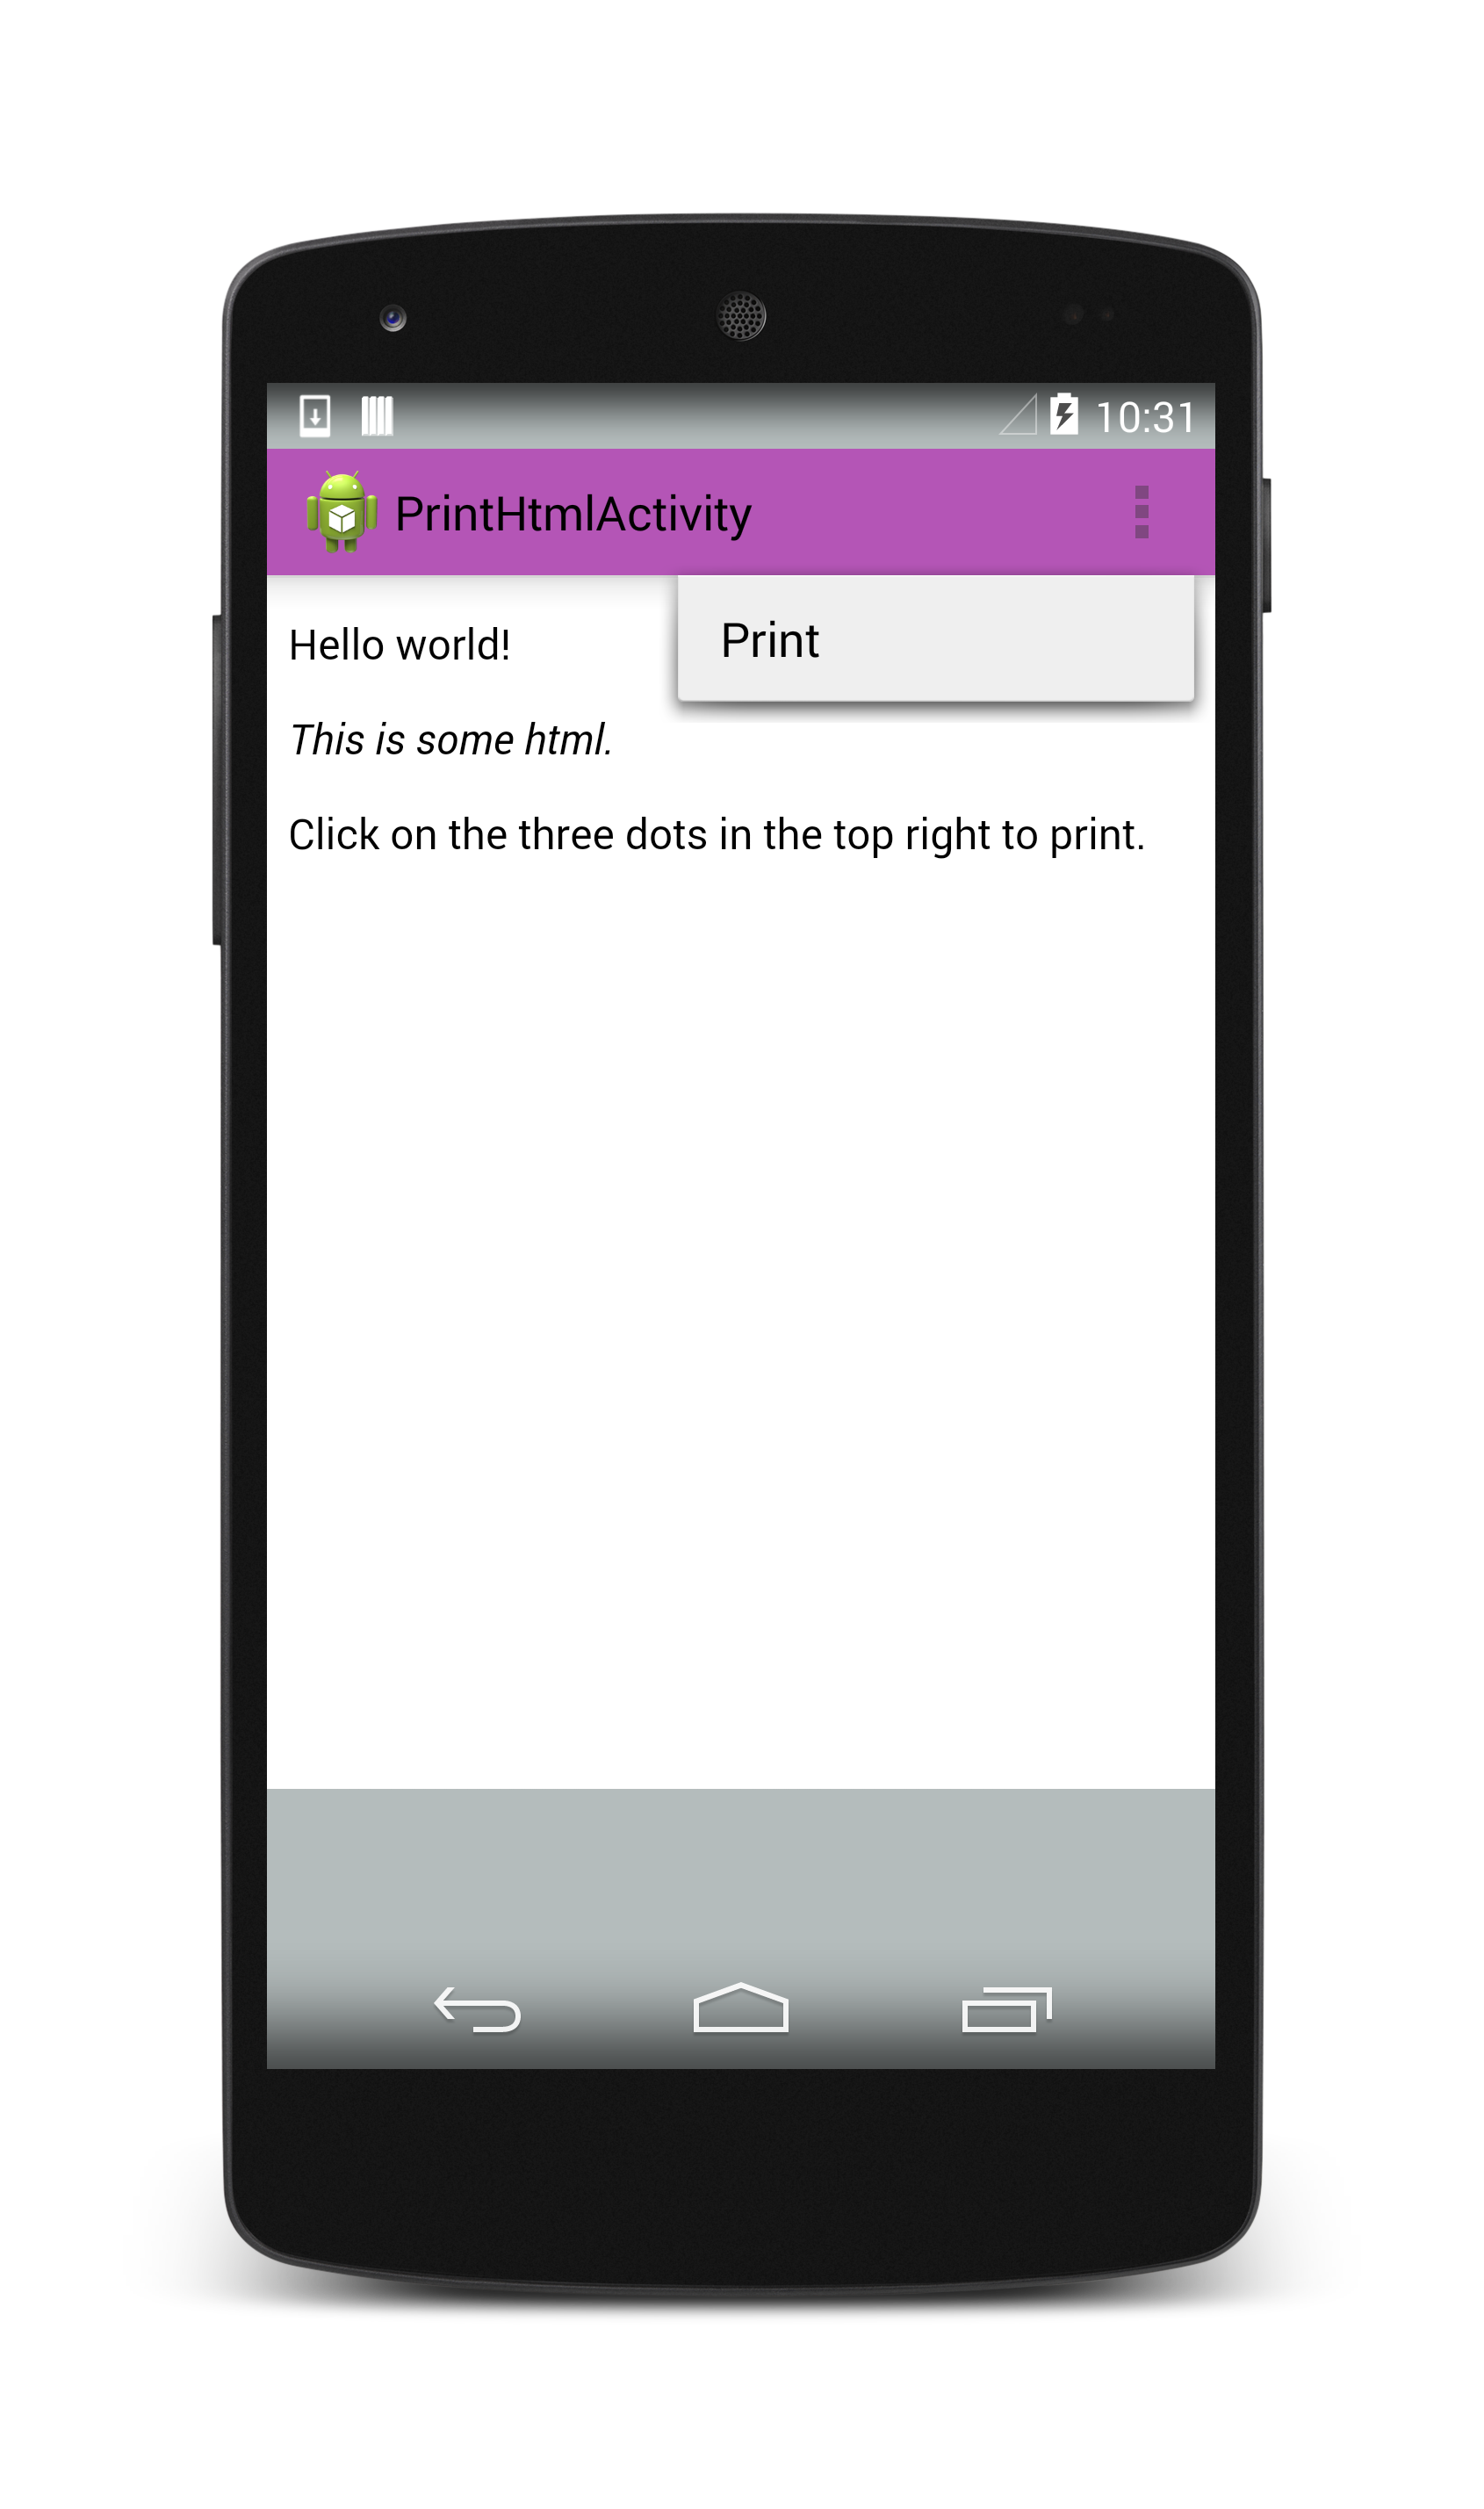 10:31
PrintHtmlActivity
Print
Hello world!
This is some html.
Click on the three dots in the top right to print.